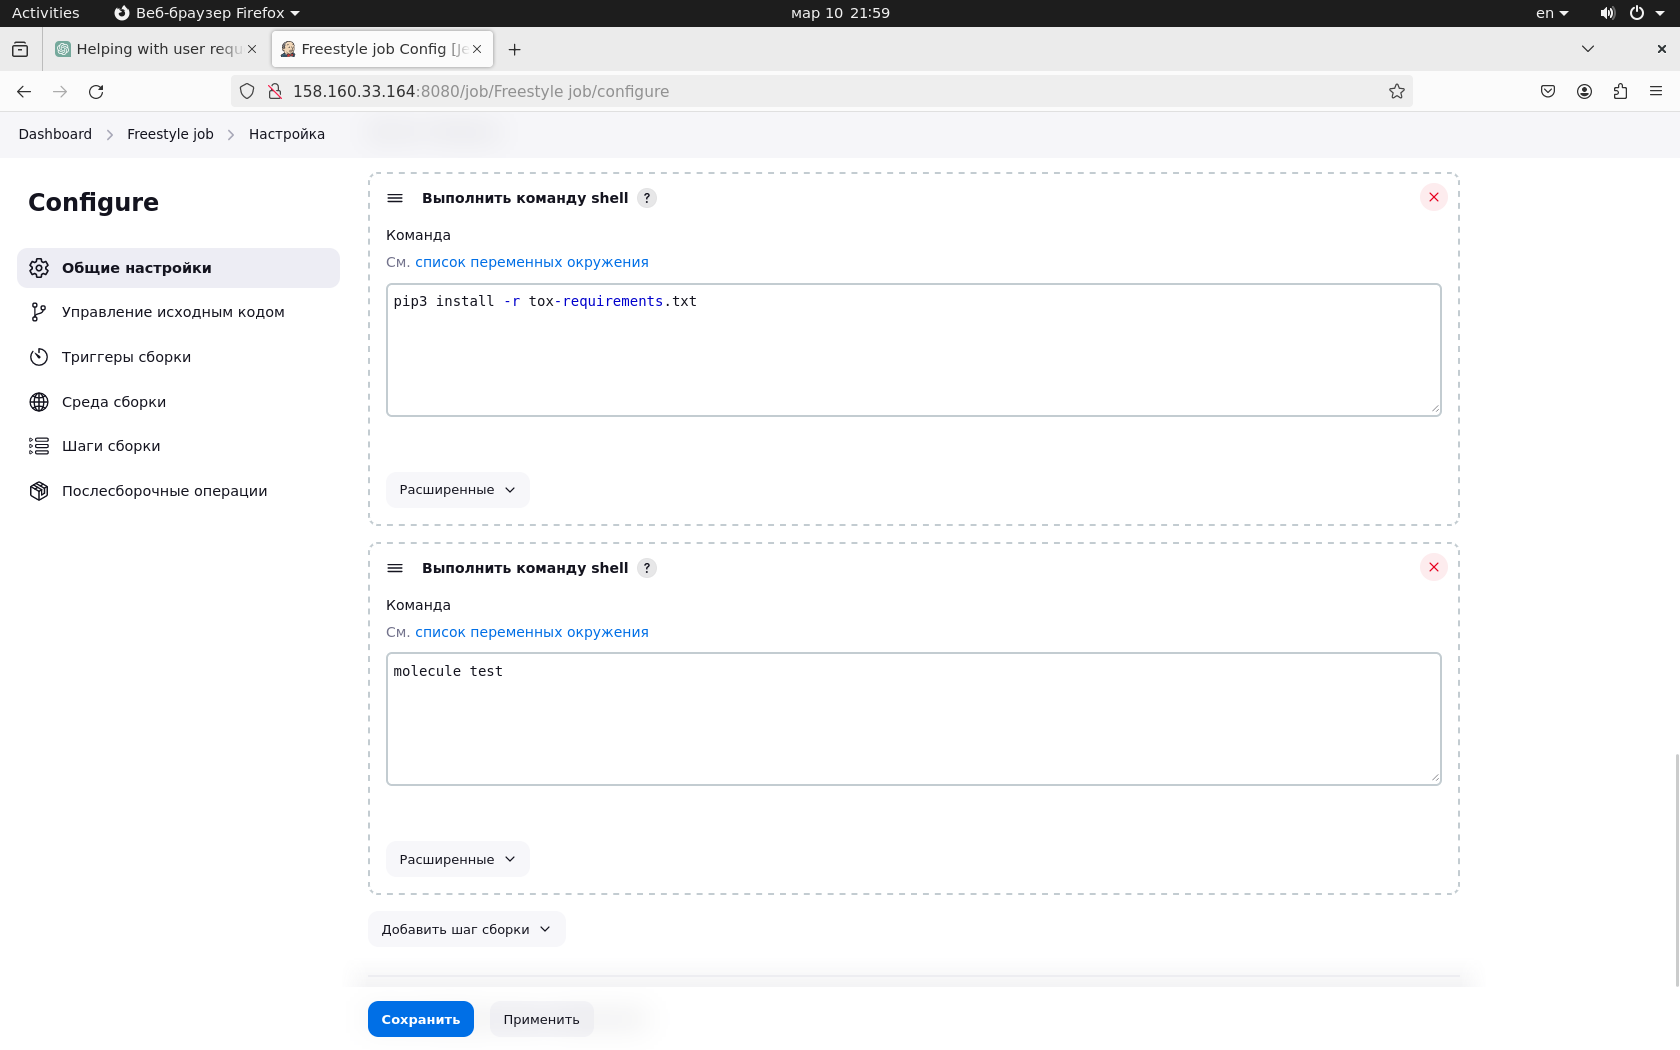 Activities Веб-браузер Firefox мар 10 21:59 en
Helping with user requ Freestyle job Config [Je
158.160.33.164:8080/job/Freestyle job/configure
Dashboard Freestyle job Настройка
Configure
Общие настройки
Управление исходным кодом
Триггеры сборки
Среда сборки
Шаги сборки
Послесборочные операции
Выполнить команду shell ?
Команда
См. список переменных окружения
pip3 install -r tox-requirements.txt
Расширенные
Выполнить команду shell ?
Команда
См. список переменных окружения
molecule test
Расширенные
Добавить шаг сборки
Сохранить Применить